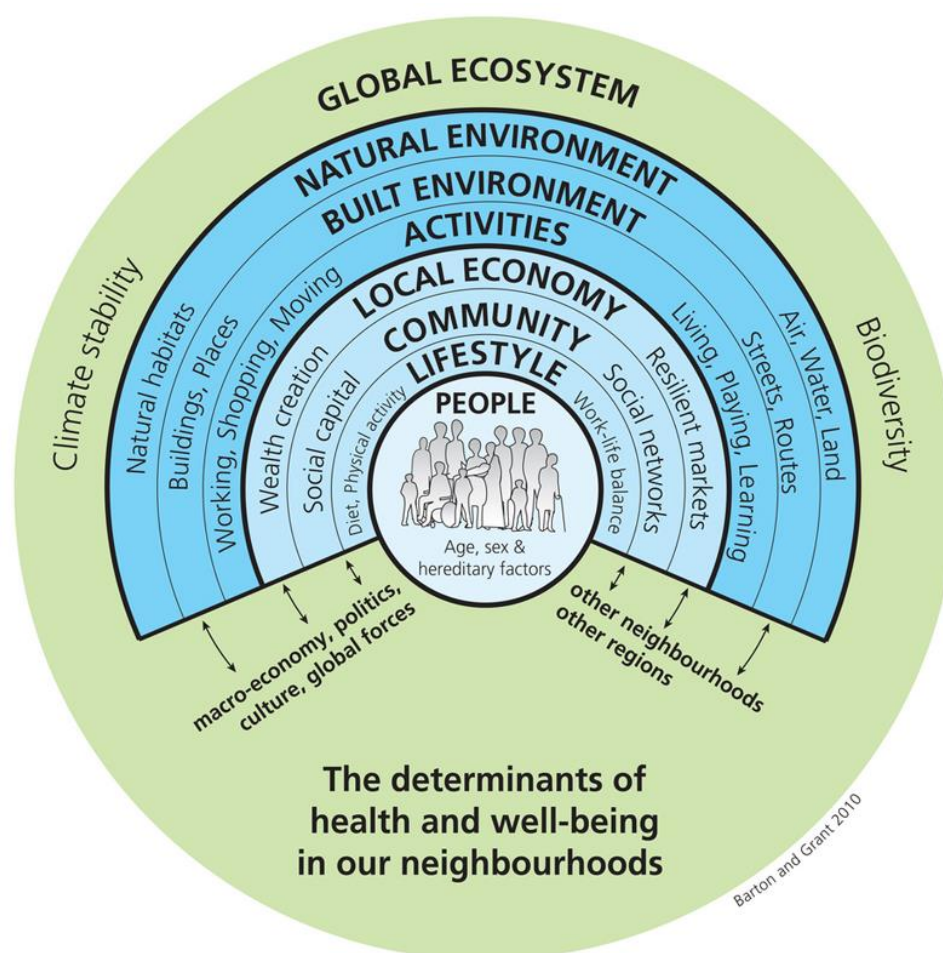 GLOBAL ECOSYSTEM
NATURAL ENVIRONMENT
BUILT ENVIRONMENT
ACTIVITIES
LOCAL ECONOMY
COMMUNITY
LIFESTYLE
PEOPLE
Age, sex &
hereditary factors
Climate stability
Natural habitats
Buildings, Places
Working, Shopping, Moving
Wealth creation
Social capital
Diet, Physical activity
Work-life balance
Social networks
Resilient markets
Living, Playing, Learning
Streets, Routes
Air, Water, Land
Biodiversity
macro-economy, politics,
culture, global forces
other neighbourhoods
other regions
The determinants of
health and well-being
in our neighbourhoods
Barton and Grant 2010